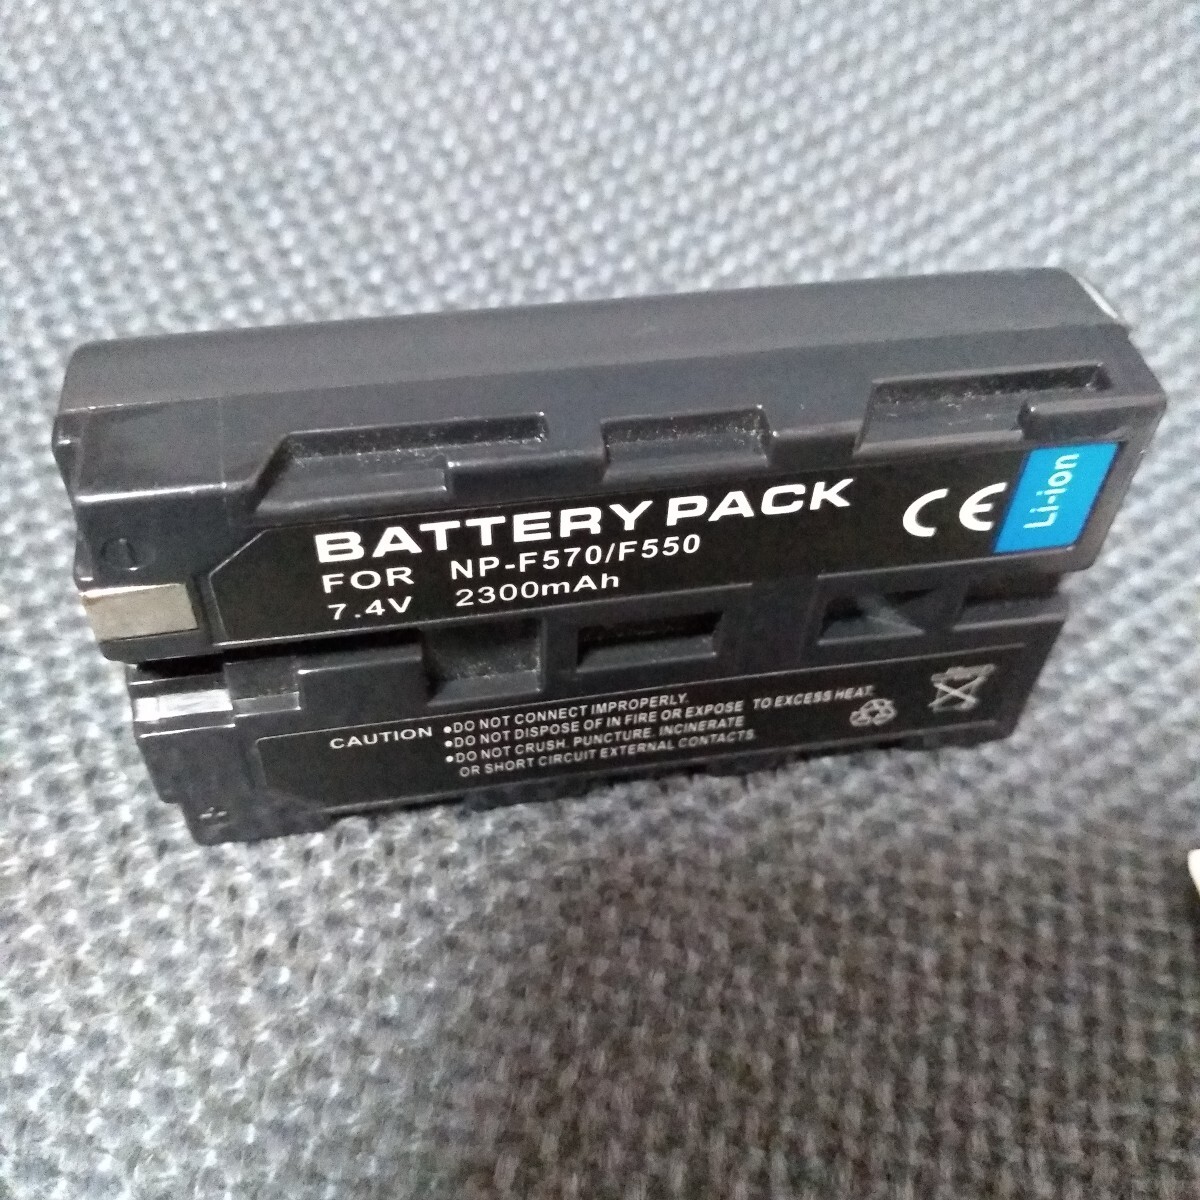 BATTERY PACK
FOR NP-F570/F550
7.4V 2300mAh
CE
Li-ion
CAUTION •DO NOT CONNECT IMPROPERLY.
•DO NOT DISPOSE OF IN FIRE OR EXPOSE TO EXCESS HEAT.
•DO NOT CRUSH. PUNCTURE. INCINERATE
OR SHORT CIRCUIT EXTERNAL CONTACTS.